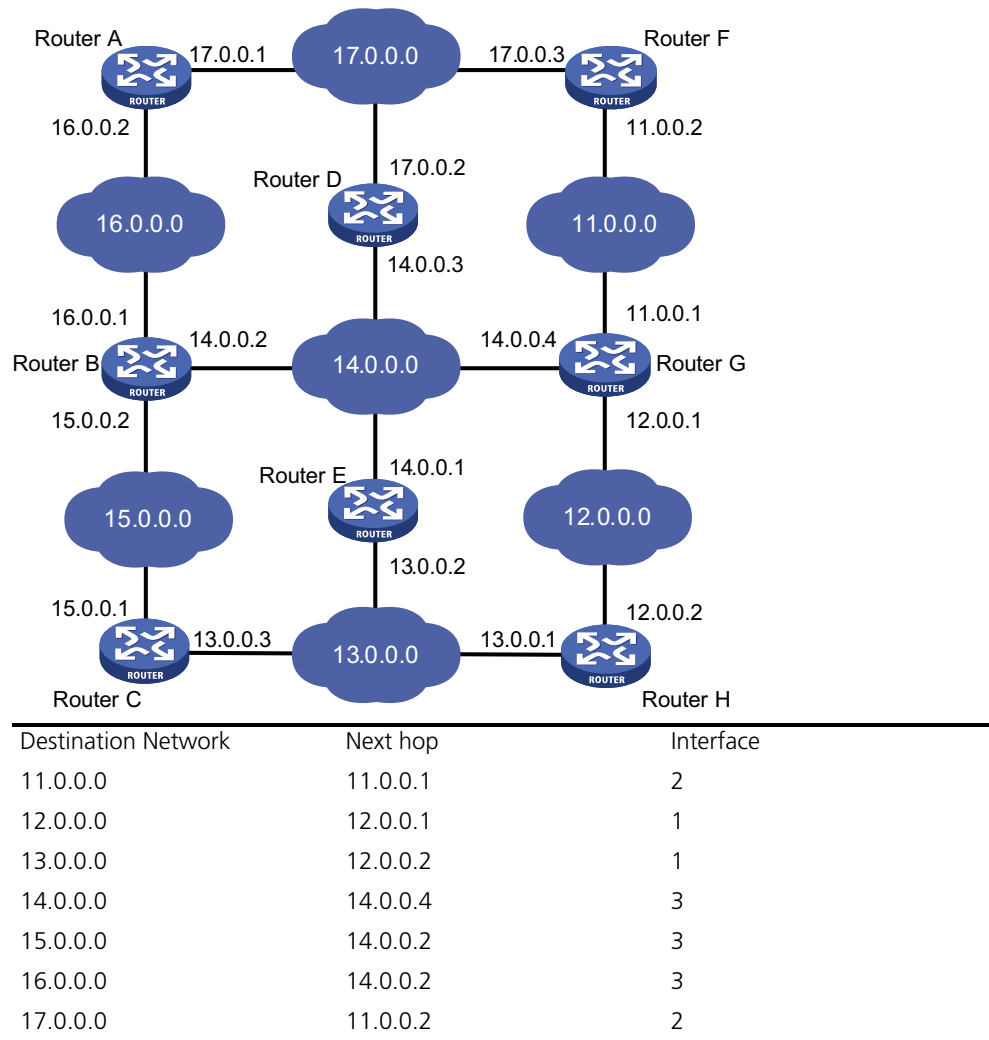 Router A
17.0.0.1
17.0.0.0
17.0.0.3
Router F
ROUTER
ROUTER
16.0.0.2
11.0.0.2
Router D
17.0.0.2
16.0.0.0
ROUTER
11.0.0.0
14.0.0.3
16.0.0.1
11.0.0.1
14.0.0.2
14.0.0.4
Router B
14.0.0.0
Router G
ROUTER
ROUTER
15.0.0.2
12.0.0.1
Router E
14.0.0.1
15.0.0.0
ROUTER
12.0.0.0
13.0.0.2
15.0.0.1
12.0.0.2
13.0.0.3
13.0.0.0
13.0.0.1
ROUTER
ROUTER
Router C
Router H
Destination Network Next hop Interface
11.0.0.0 11.0.0.1 2
12.0.0.0 12.0.0.1 1
13.0.0.0 12.0.0.2 1
14.0.0.0 14.0.0.4 3
15.0.0.0 14.0.0.2 3
16.0.0.0 14.0.0.2 3
17.0.0.0 11.0.0.2 2